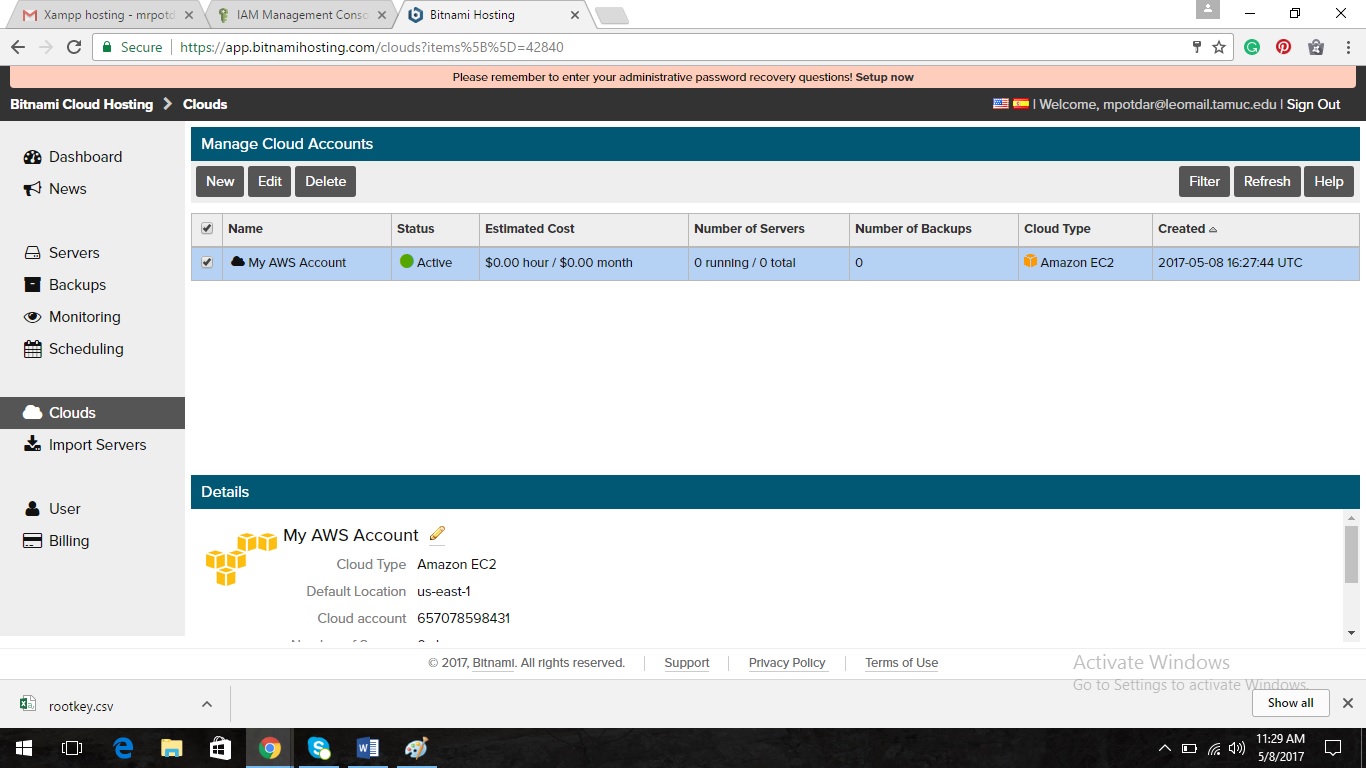 Xampp hosting - mrpotd
IAM Management Conso
Bitnami Hosting
Secure
https://app.bitnamihosting.com/clouds?items%5B%5D=42840
Please remember to enter your administrative password recovery questions! Setup now
Bitnami Cloud Hosting > Clouds
| Welcome, mpotdar@leomail.tamuc.edu | Sign Out
Dashboard
News
Servers
Backups
Monitoring
Scheduling
Clouds
Import Servers
User
Billing
Manage Cloud Accounts
New Edit Delete Filter Refresh Help
Name Status Estimated Cost Number of Servers Number of Backups Cloud Type Created
My AWS Account Active $0.00 hour / $0.00 month 0 running / 0 total 0 Amazon EC2 2017-05-08 16:27:44 UTC
Details
My AWS Account
Cloud Type Amazon EC2
Default Location us-east-1
Cloud account 657078598431
© 2017, Bitnami. All rights reserved. | Support | Privacy Policy | Terms of Use
Activate Windows
Go to Settings to activate Windows.
rootkey.csv
Show all
11:29 AM
5/8/2017